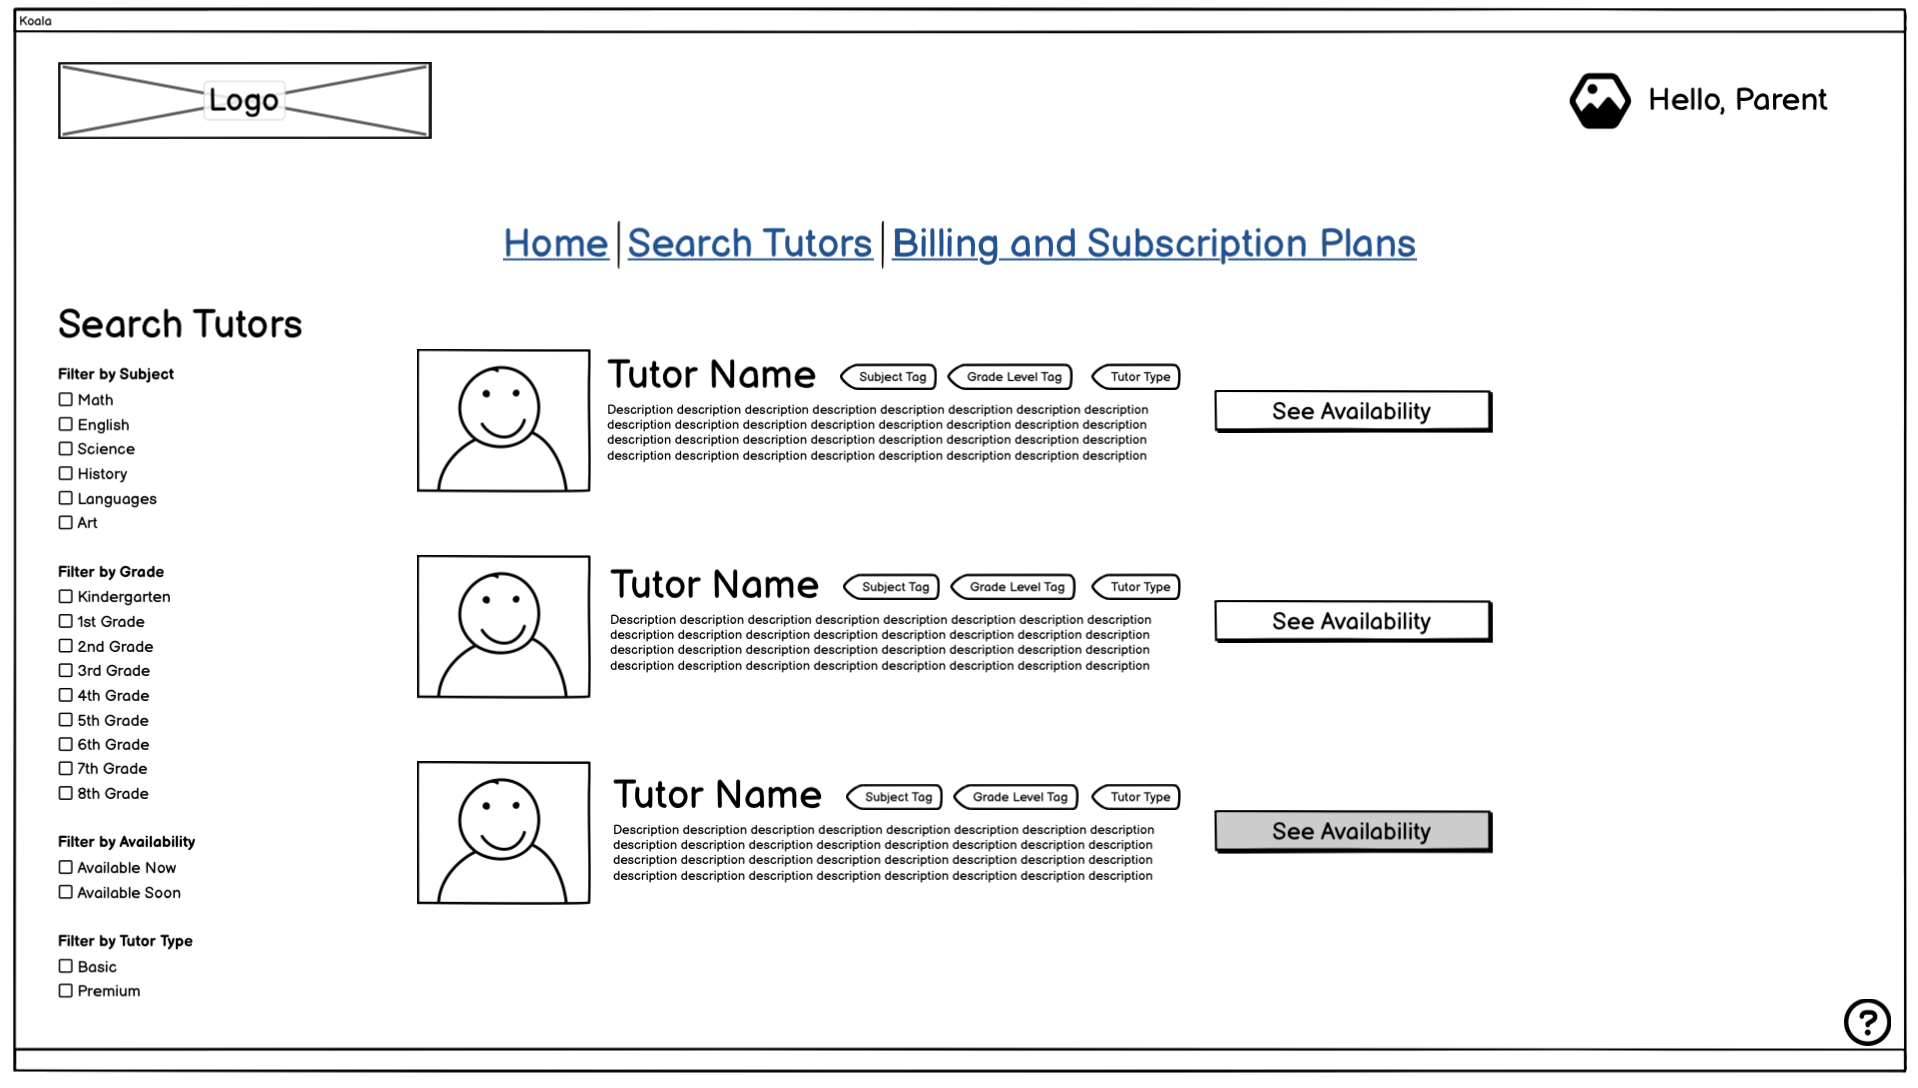 Koala
Logo
Hello, Parent
Home
Search Tutors
Billing and Subscription Plans
Search Tutors
Filter by Subject
Math
English
Science
History
Languages
Art
Filter by Grade
Kindergarten
1st Grade
2nd Grade
3rd Grade
4th Grade
5th Grade
6th Grade
7th Grade
8th Grade
Filter by Availability
Available Now
Available Soon
Filter by Tutor Type
Basic
Premium
Tutor Name
Subject Tag
Grade Level Tag
Tutor Type
Description description description description description description description description
description description description description description description description description
description description description description description description description description
description description description description description description description description
See Availability
Tutor Name
Subject Tag
Grade Level Tag
Tutor Type
Description description description description description description description description
description description description description description description description description
description description description description description description description description
description description description description description description description description
See Availability
Tutor Name
Subject Tag
Grade Level Tag
Tutor Type
Description description description description description description description description
description description description description description description description description
description description description description description description description description
description description description description description description description description
See Availability
?